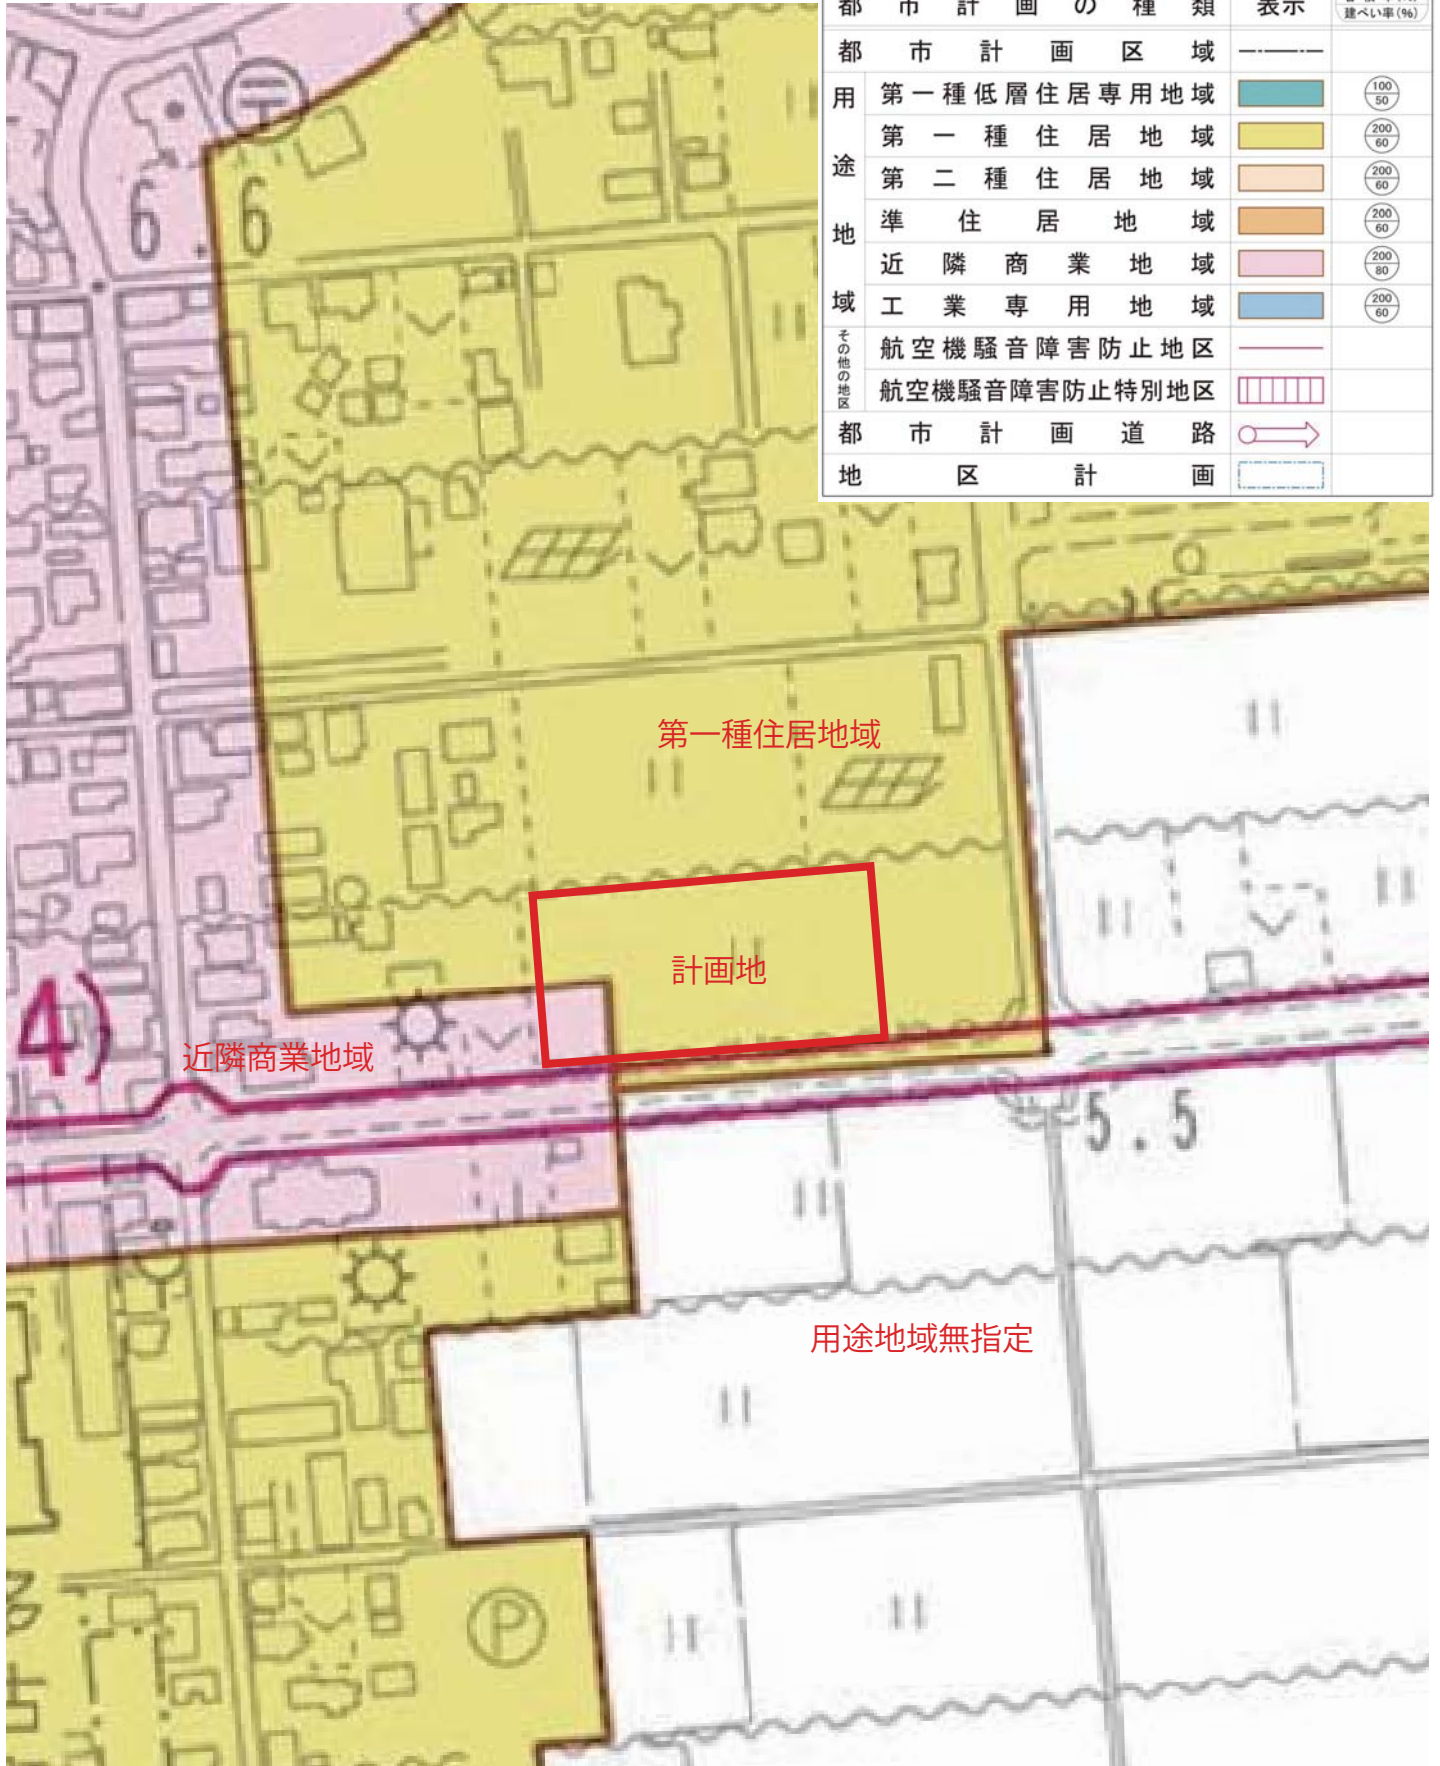 都市計画の種類 表示
建ぺい率(%)
都市計画区域
用途地域
第一種低層住居専用地域 100 50
第一種住居地域 200 60
第二種住居地域 200 60
準住居地域 200 60
近隣商業地域 200 80
工業専用地域 200 60
その他の地区
航空機騒音障害防止地区
航空機騒音障害防止特別地区
都市計画道路
地区計画
6.6
第一種住居地域
計画地
4)
近隣商業地域
5.5
用途地域無指定
P